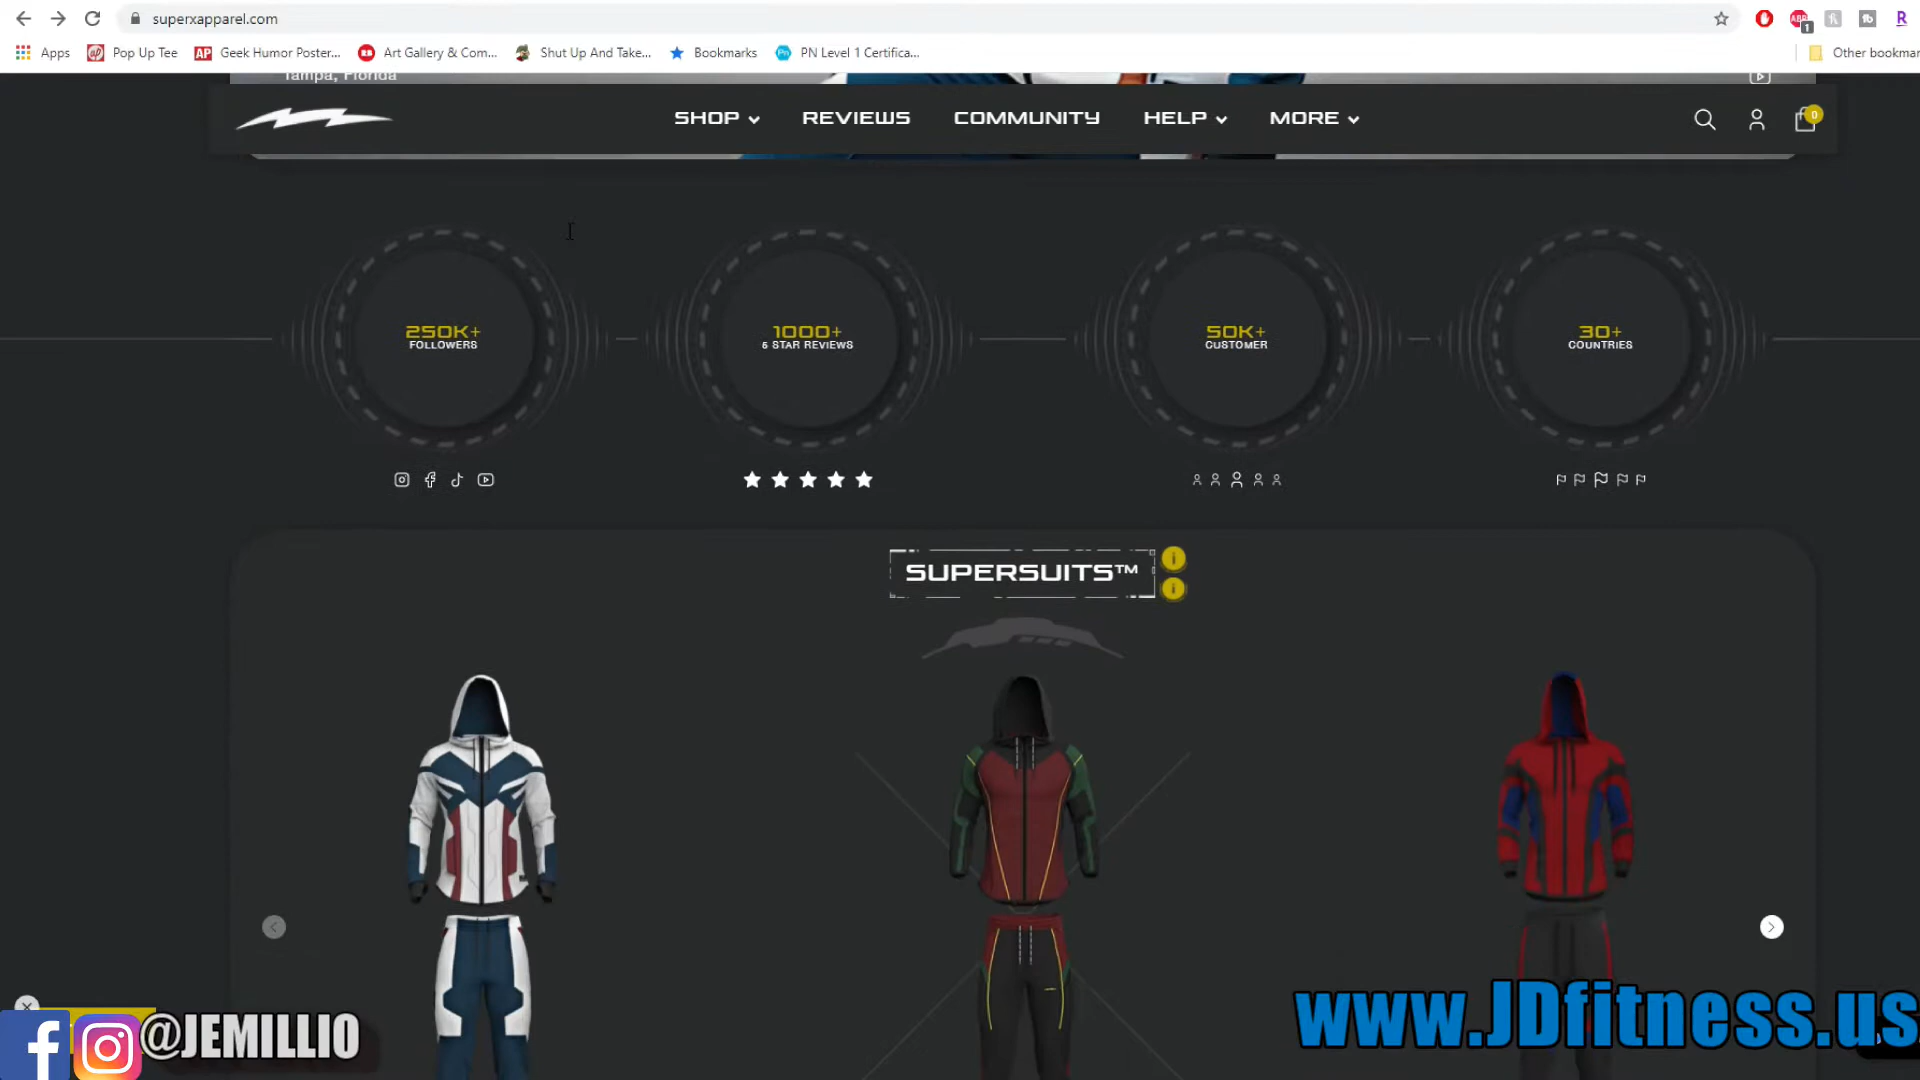 superxapparel.com
Apps
Pop Up Tee
Geek Humor Poster...
Art Gallery & Com...
Shut Up And Take...
Bookmarks
PN Level 1 Certifica...
Other bookmar
Tampa, Florida
SHOP
REVIEWS
COMMUNITY
HELP
MORE
0
250K+
FOLLOWERS
1000+
5 STAR REVIEWS
50K+
CUSTOMER
30+
COUNTRIES
SUPERSUITS™
@JEMILLIO
www.JDfitness.us